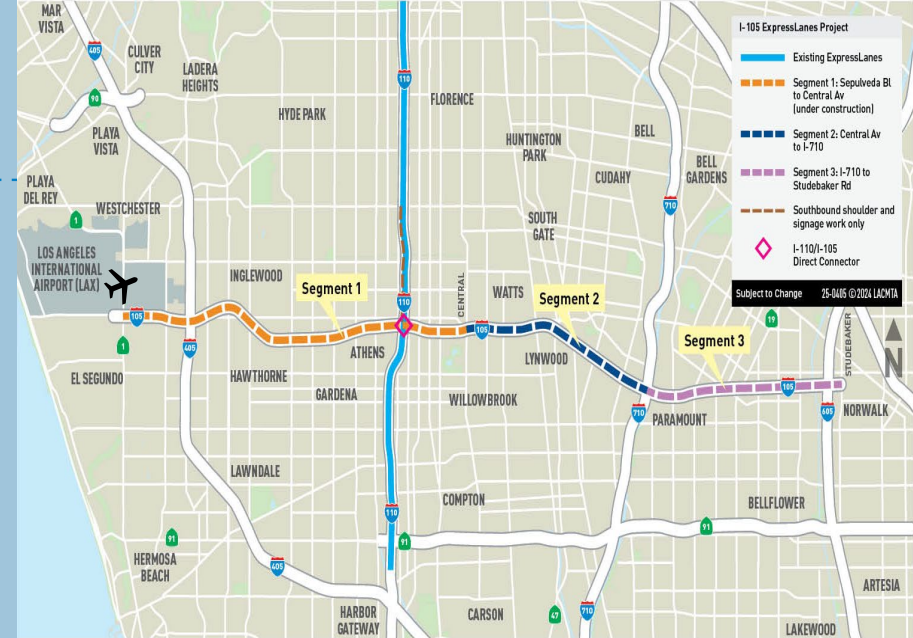 MAR
VISTA
405
CULVER
CITY
LADERA
HEIGHTS
90
PLAYA
VISTA
HYDE PARK
110
FLORENCE
HUNTINGTON
PARK
BELL
CUDAHY
BELL
GARDENS
710
PLAYA
DEL REY
1
WESTCHESTER
LOS ANGELES
INTERNATIONAL
AIRPORT (LAX)
SOUTH
GATE
INGLEWOOD
Segment 1
110
CENTRAL
WATTS
Segment 2
105
105
1
405
ATHENS
LYNWOOD
Segment 3
19
STUDEBAKER
N
EL SEGUNDO
HAWTHORNE
GARDENA
WILLOWBROOK
710
PARAMOUNT
105
605
NORWALK
LAWNDALE
COMPTON
BELLFLOWER
110
91
91
91
HERMOSA
BEACH
405
ARTESIA
HARBOR
GATEWAY
CARSON
47
710
LAKEWOOD
I-105 ExpressLanes Project
Existing ExpressLanes
Segment 1: Sepulveda Bl
to Central Av
(under construction)
Segment 2: Central Av
to I-710
Segment 3: I-710 to
Studebaker Rd
Southbound shoulder and
signage work only
I-110/I-105
Direct Connector
Subject to Change 25-0405 ©2024 LACMTA